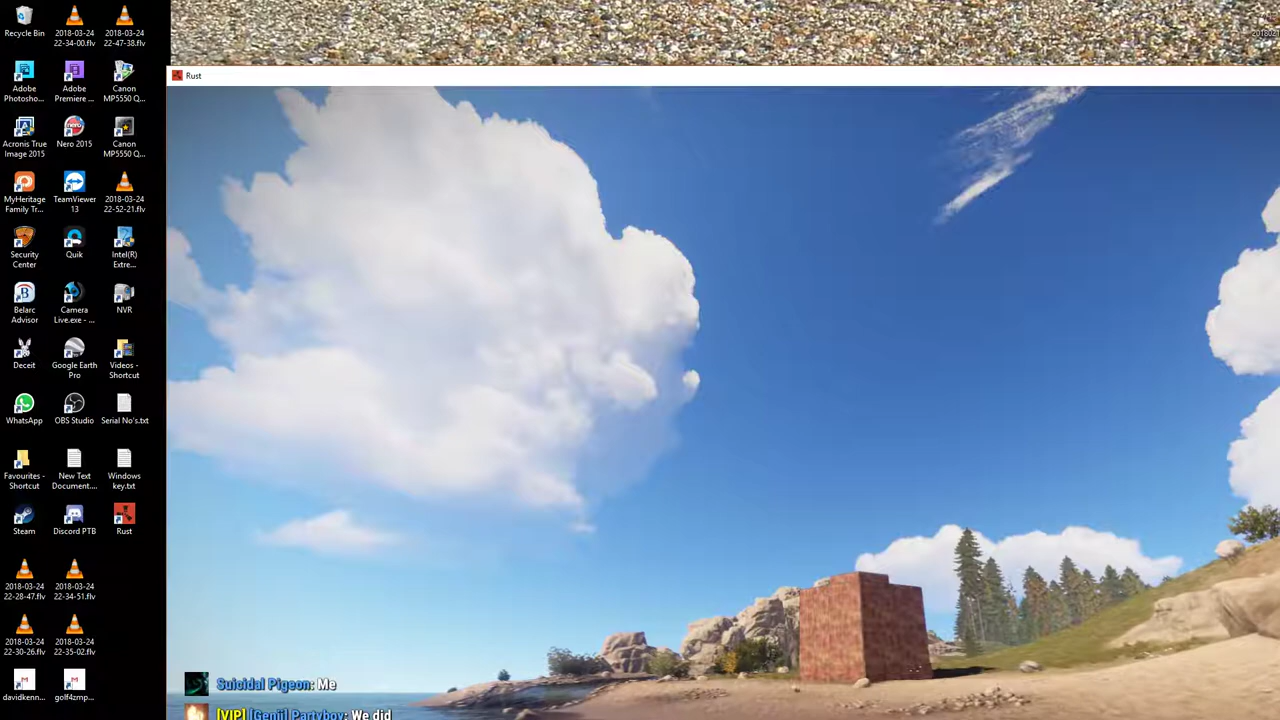 Recycle Bin
2018-03-24
22-34-00.flv
2018-03-24
22-47-38.flv
Adobe
Photosho...
Adobe
Premiere ...
Canon
MP5550 Q...
Acronis True
Image 2015
Nero 2015
Canon
MP5550 Q...
MyHeritage
Family Tr...
TeamViewer
13
2018-03-24
22-52-21.flv
Security
Center
Quik
Intel(R)
Extre...
Belarc
Advisor
Camera
Live.exe - ...
NVR
Deceit
Google Earth
Pro
Videos -
Shortcut
WhatsApp
OBS Studio
Serial No's.txt
Favourites -
Shortcut
New Text
Document....
Windows
key.txt
Steam
Discord PTB
Rust
2018-03-24
22-28-47.flv
2018-03-24
22-34-51.flv
2018-03-24
22-30-26.flv
2018-03-24
22-35-02.flv
davidkenn...
golf4zmp...
Rust
Suicidal Pigeon: Me
[VIP] [Genji] Partyboy: We did